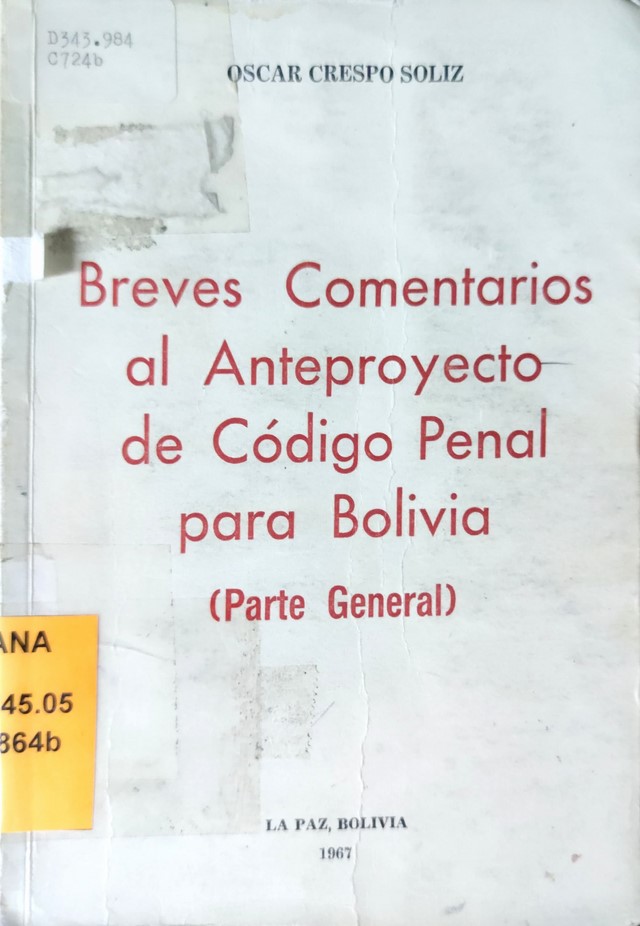 D343.984
C724b
OSCAR CRESPO SOLIZ
Breves Comentarios
al Anteproyecto
de Código Penal
para Bolivia
(Parte General)
ANA
45.05
864b
LA PAZ, BOLIVIA
1967